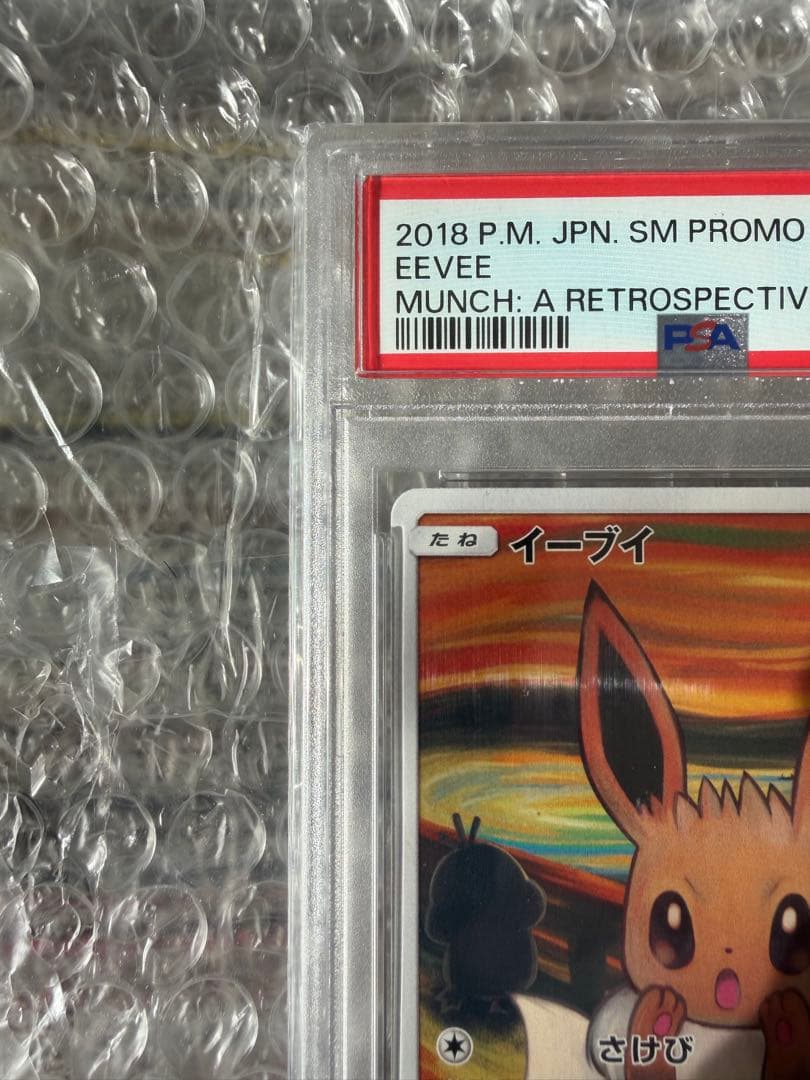 2018 P.M. JPN. SM PROMO
EEVEE
MUNCH: A RETROSPECTIV
PSA
たね イーブイ
さけび